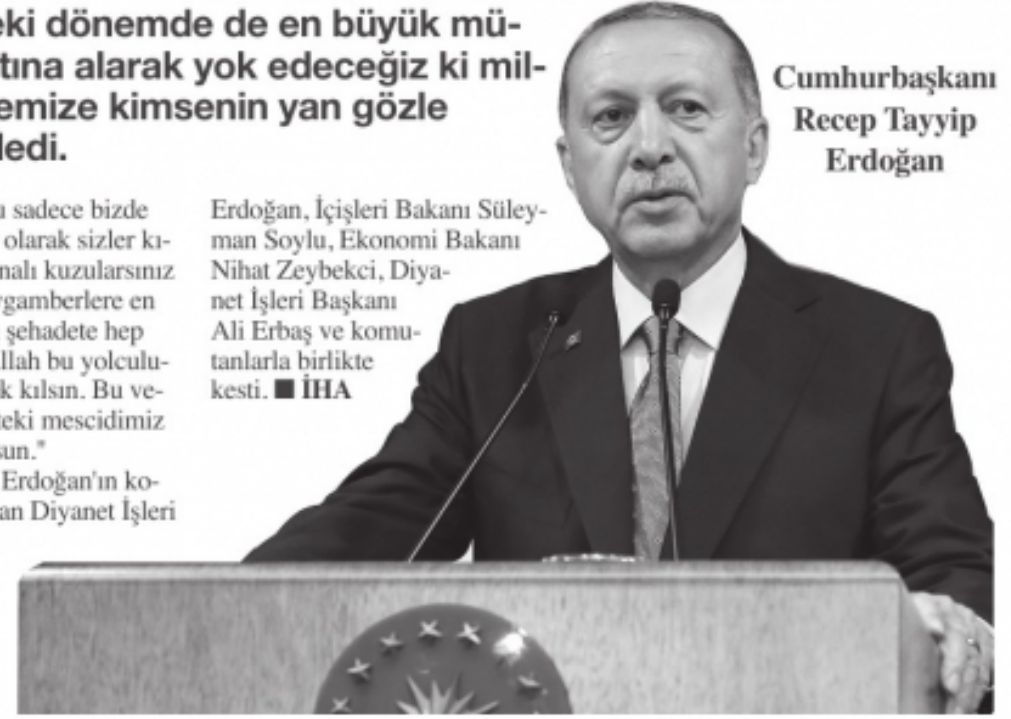 eki dönemde de en büyük mü-
tına alarak yok edeceğiz ki mil-
emize kimsenin yan gözle
dedi.
Cumhurbaşkanı
Recep Tayyip
Erdoğan
sadece bizde
olarak sizler kı-
nalı kuzularsınız
ygamberlere en
şehadete hep
llah bu yolculu-
k kılsın. Bu ve-
teki mescidimiz
sun."
Erdoğan'ın ko-
an Diyanet İşleri
Erdoğan, İçişleri Bakanı Süley-
man Soylu, Ekonomi Bakanı
Nihat Zeybekci, Diya-
net İşleri Başkanı
Ali Erbaş ve komu-
tanlarla birlikte
kesti. ■ İHA